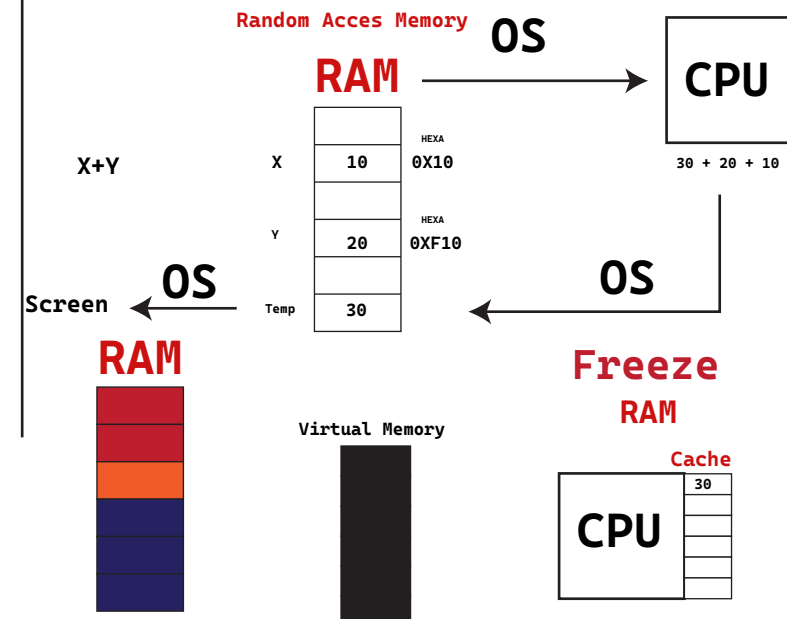 Random Acces Memory
OS
RAM
CPU
HEXA
X+Y
X
10
0X10
30 + 20 + 10
HEXA
Y
20
0XF10
OS
OS
Screen
Temp
30
RAM
Freeze
RAM
Virtual Memory
Cache
30
CPU